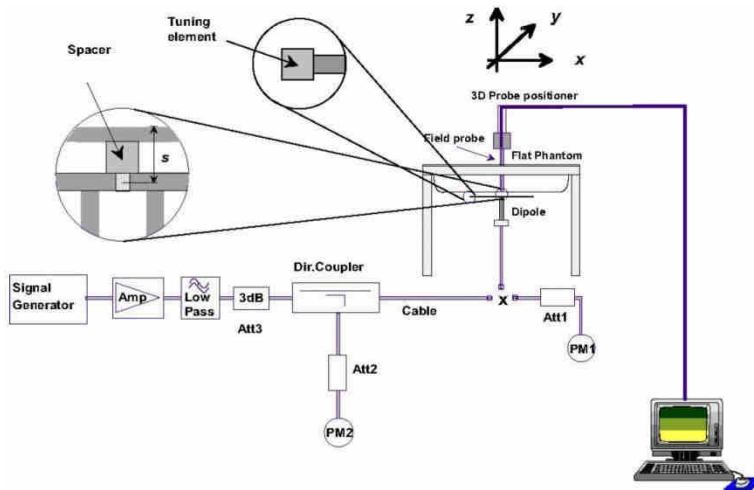 Tuning
element
Spacer
s
z
y
x
3D Probe positioner
Field probe
Flat Phantom
Dipole
Dir.Coupler
Signal
Generator
Amp
Low
Pass
3dB
Att3
Cable
x
Att1
PM1
Att2
PM2